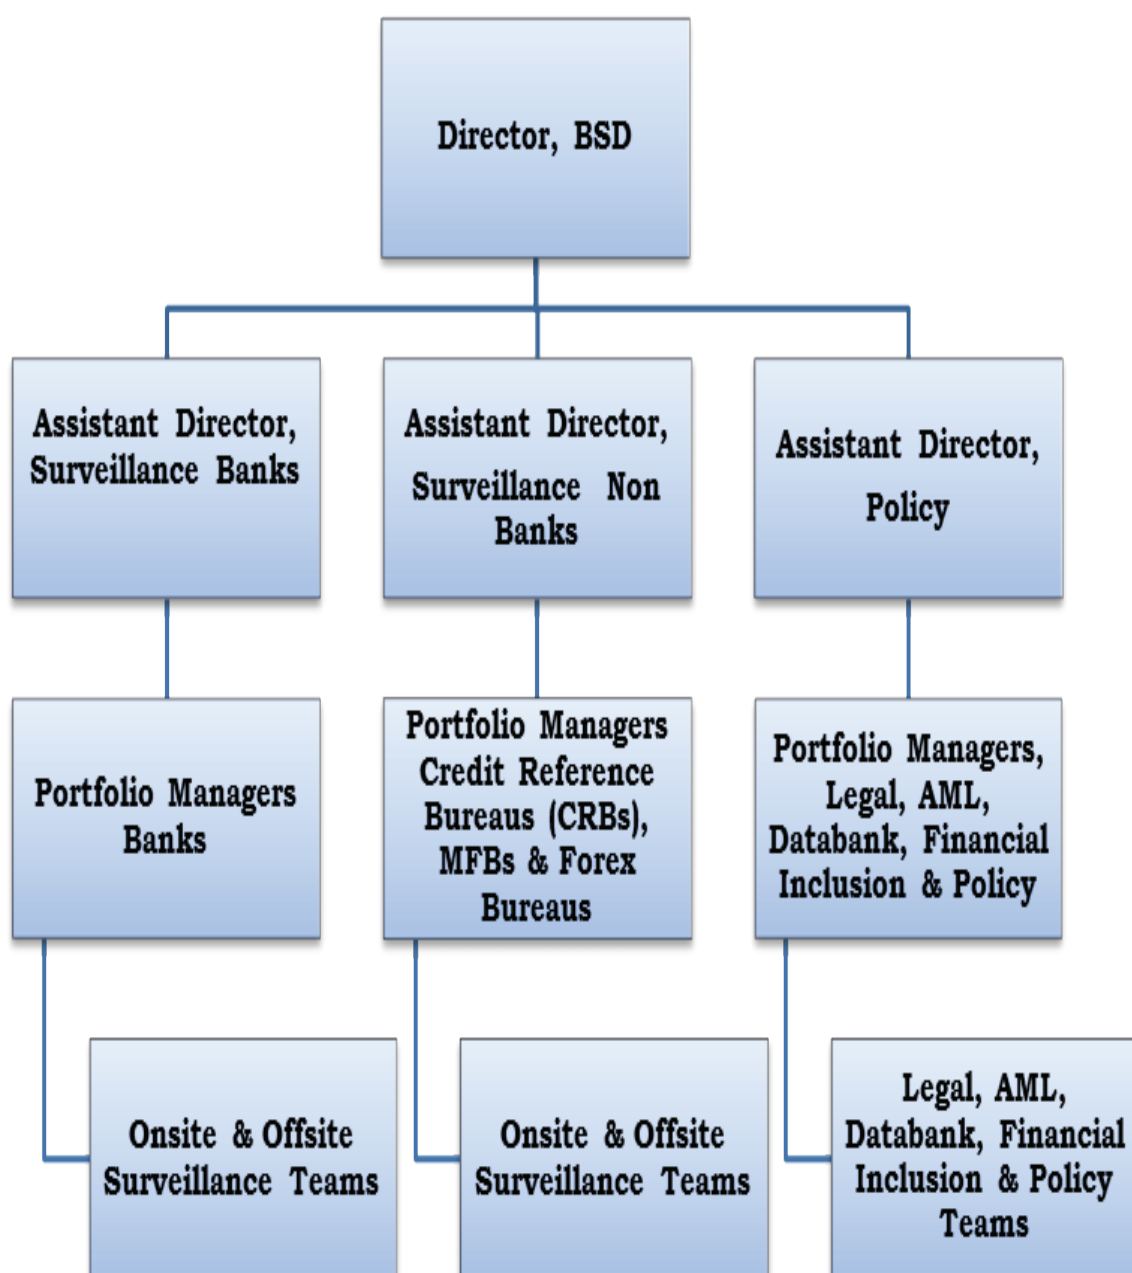 Director, BSD
Assistant Director,
Surveillance Banks
Assistant Director,
Surveillance Non
Banks
Assistant Director,
Policy
Portfolio Managers
Banks
Portfolio Managers
Credit Reference
Bureaus (CRBs),
MFBs & Forex
Bureaus
Portfolio Managers,
Legal, AML,
Databank, Financial
Inclusion & Policy
Onsite & Offsite
Surveillance Teams
Onsite & Offsite
Surveillance Teams
Legal, AML,
Databank, Financial
Inclusion & Policy
Teams